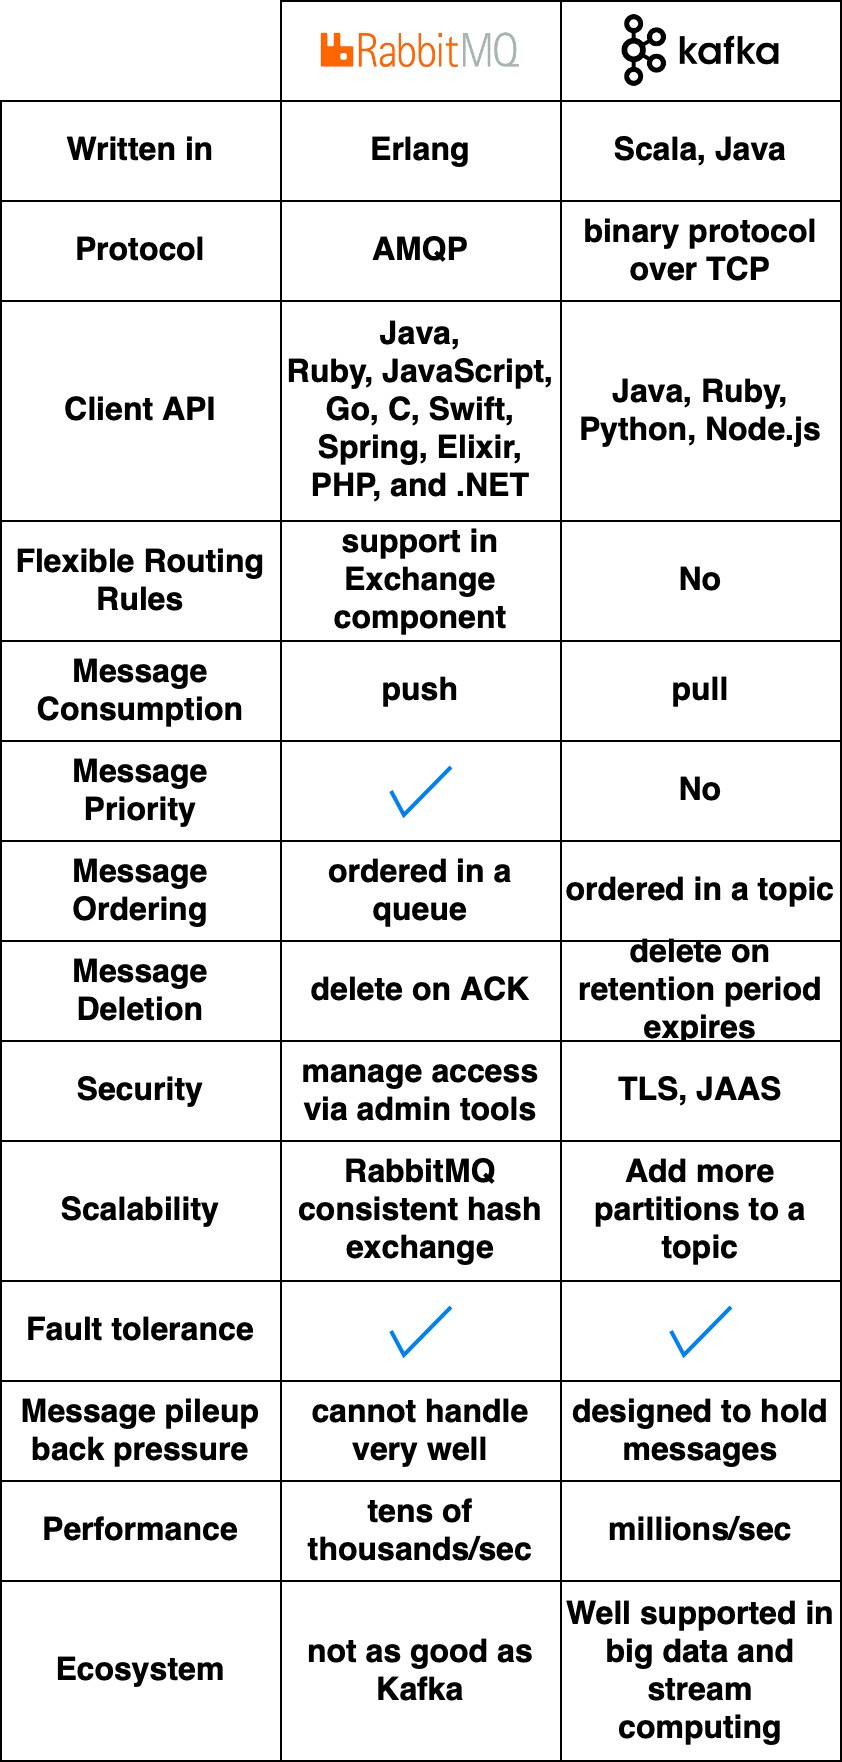 RabbitMQ
kafka
Written in
Erlang
Scala, Java
Protocol
AMQP
binary protocol
over TCP
Client API
Java,
Ruby, JavaScript,
Go, C, Swift,
Spring, Elixir,
PHP, and .NET
Java, Ruby,
Python, Node.js
Flexible Routing
Rules
support in
Exchange
component
No
Message
Consumption
push
pull
Message
Priority
No
Message
Ordering
ordered in a
queue
ordered in a topic
Message
Deletion
delete on ACK
delete on
retention period
expires
Security
manage access
via admin tools
TLS, JAAS
Scalability
RabbitMQ
consistent hash
exchange
Add more
partitions to a
topic
Fault tolerance
Message pileup
back pressure
cannot handle
very well
designed to hold
messages
Performance
tens of
thousands/sec
millions/sec
Ecosystem
not as good as
Kafka
Well supported in
big data and
stream
computing